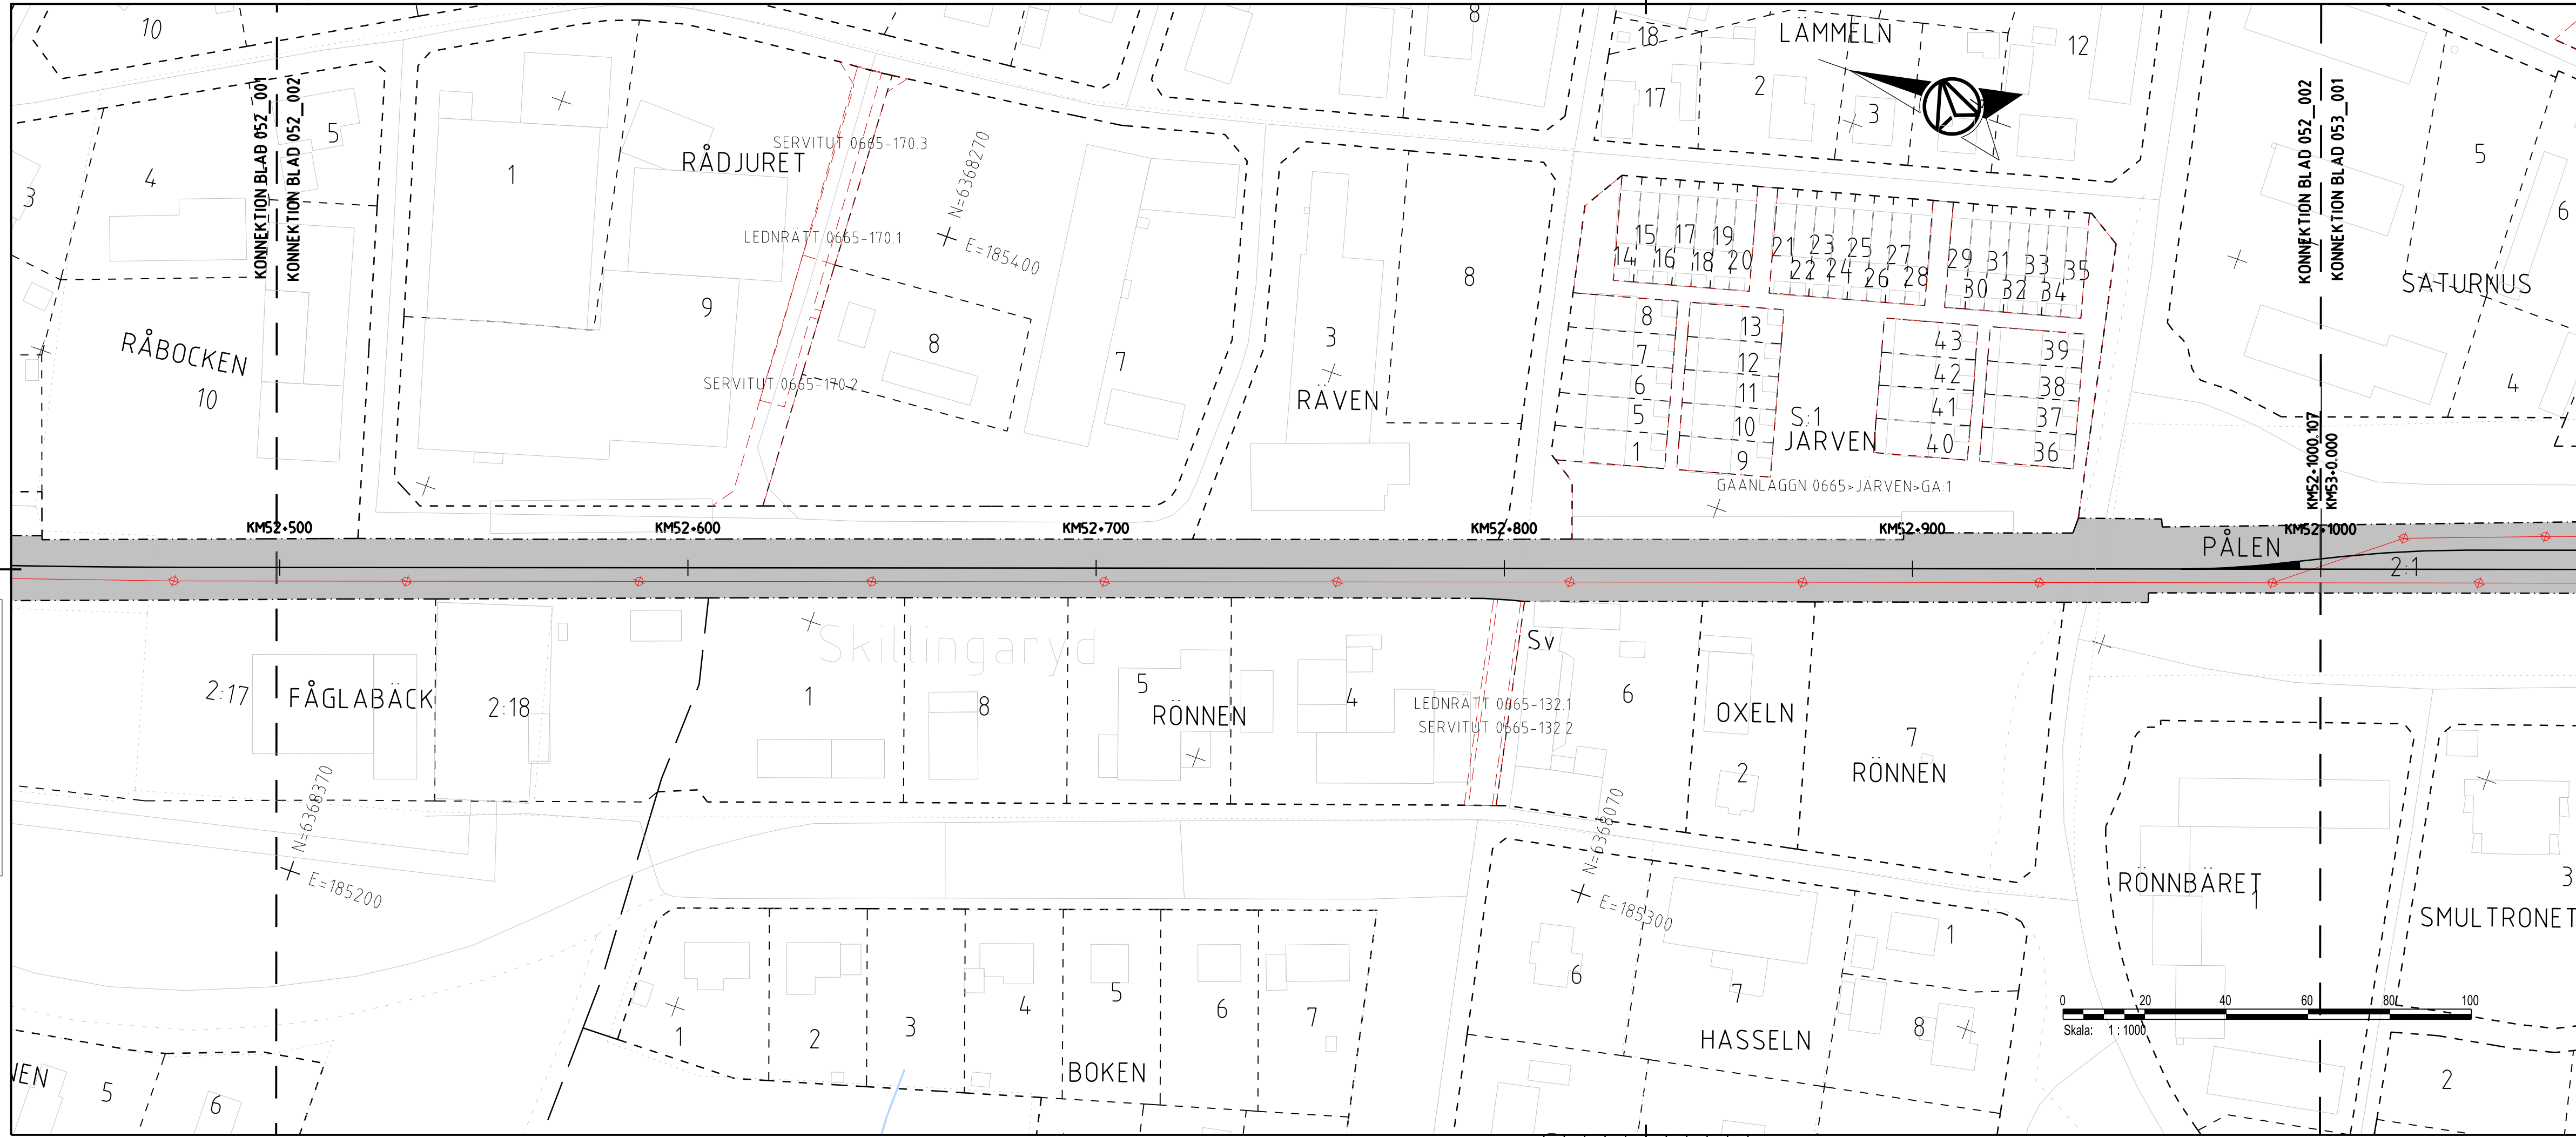 10
KONNEKTION BLAD 052_001
KONNEKTION BLAD 052_002
5
4
3
RÅBOCKEN
10
1
RÅDJURET
SERVITUT 0665-170.3
LEDNRÄTT 0665-170.1
SERVITUT 0665-170.2
9
N=6368270
E=185400
8
7
8
3
8
RÄVEN
18
17
2
LÄMMELN
3
12
15 17 19
14 16 18 20
21 23 25 27
22 24 26 28
29 31 33 35
30 32 34
8
7
6
5
1
13
12
11
10
9
S:1
JÄRVEN
43
42
41
40
39
38
37
36
GAANLÄGGN 0665>JÄRVEN>GA:1
KONNEKTION BLAD 052_002
KONNEKTION BLAD 053_001
KM52+1000.107
KM53+0.000
5
6
SATURNUS
4
KM52+500
KM52+600
KM52+700
KM52+800
KM52+900
KM52+1000
PÅLEN
2:1
2:17
FÅGLABÄCK
2:18
N=6368370
E=185200
Skillingaryd
1
8
5
RÖNNEN
4
Sv
LEDNRÄTT 0665-132.1
SERVITUT 0665-132.2
6
OXELN
2
7
RÖNNEN
N=6368070
E=185300
RÖNNBÄRET
1
3
SMULTRONET
1
2
3
4
5
6
7
BOKEN
6
7
1
8
HASSELN
0 20 40 60 80 100
Skala: 1 : 1000
2
5
6